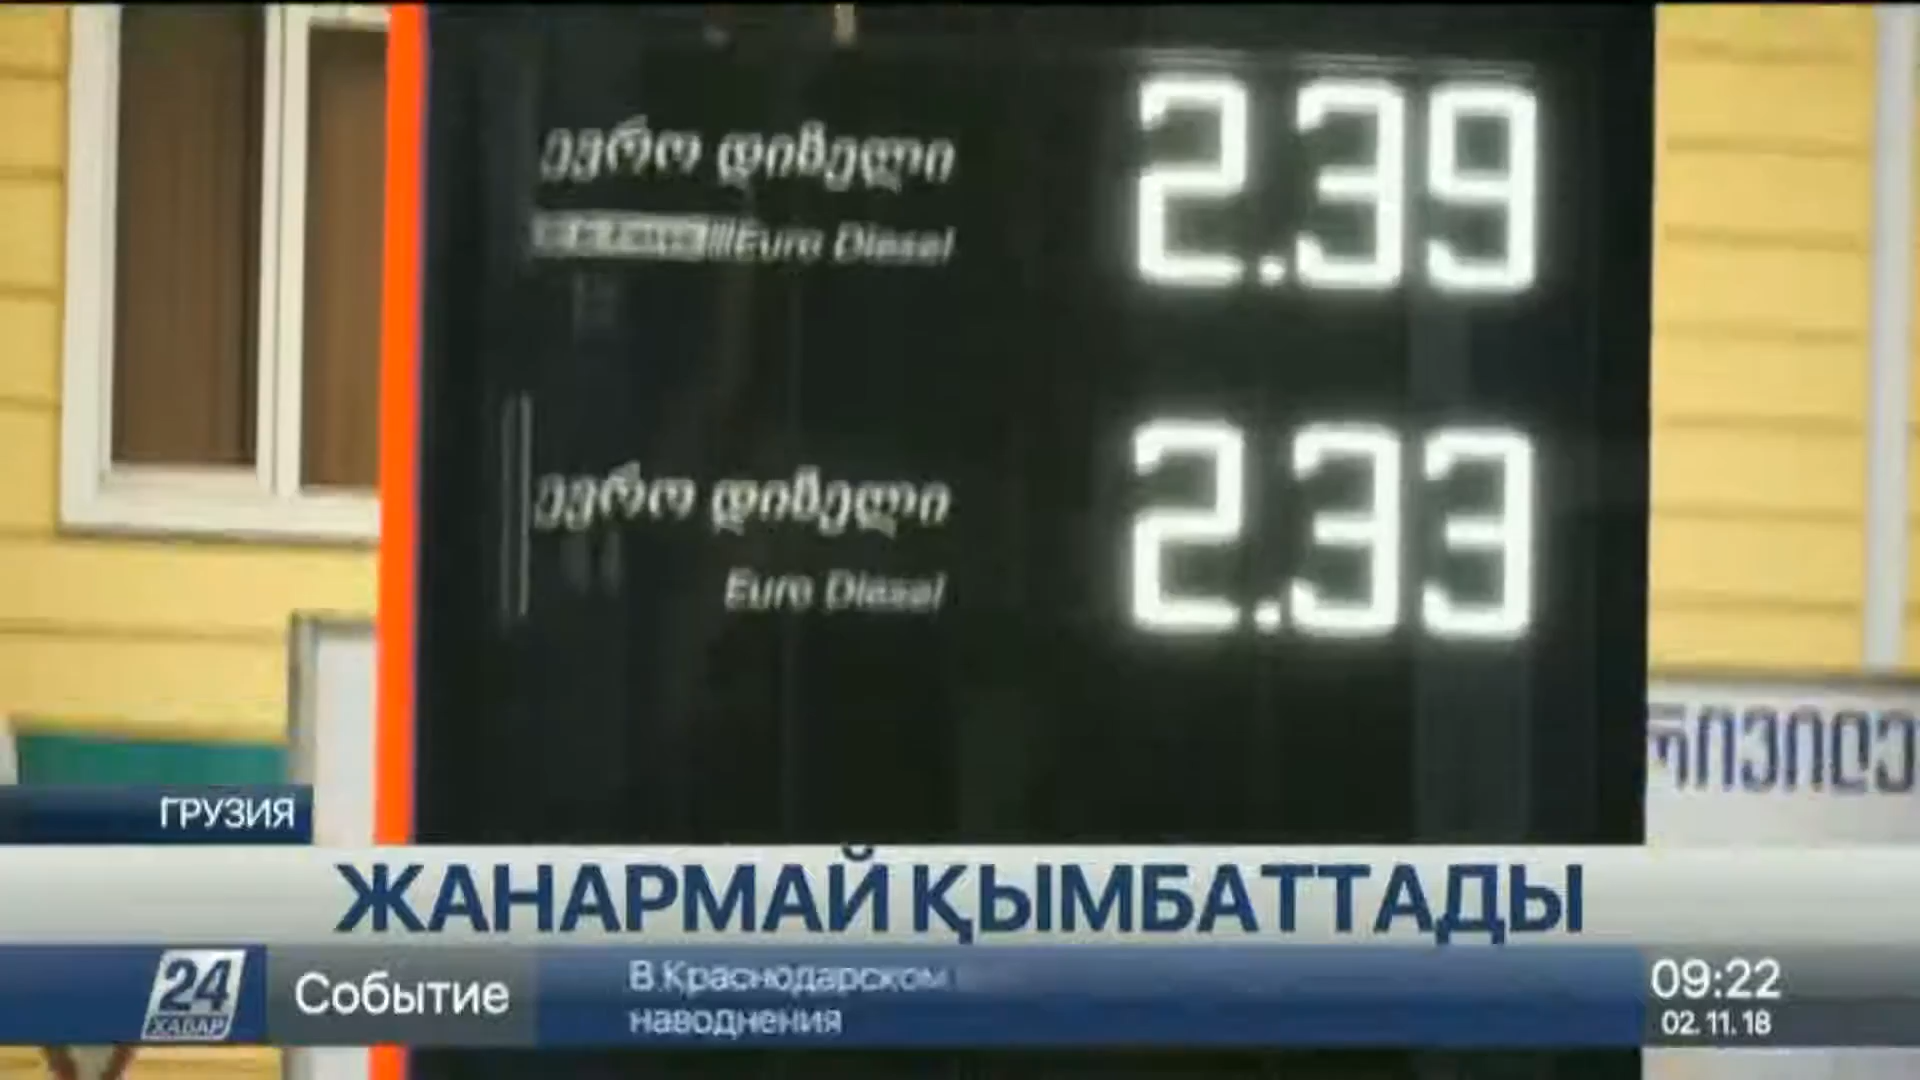 ევრო დიზელი
2.39
Euro Diesel
ევრო დიზელი
2.33
Euro Diesel
რივილე
ГРУЗИЯ
ЖАНАРМАЙ ҚЫМБАТТАДЫ
24
ХАБАР
Событие
В Краснодарском
наводнения
09:22
02.11.18